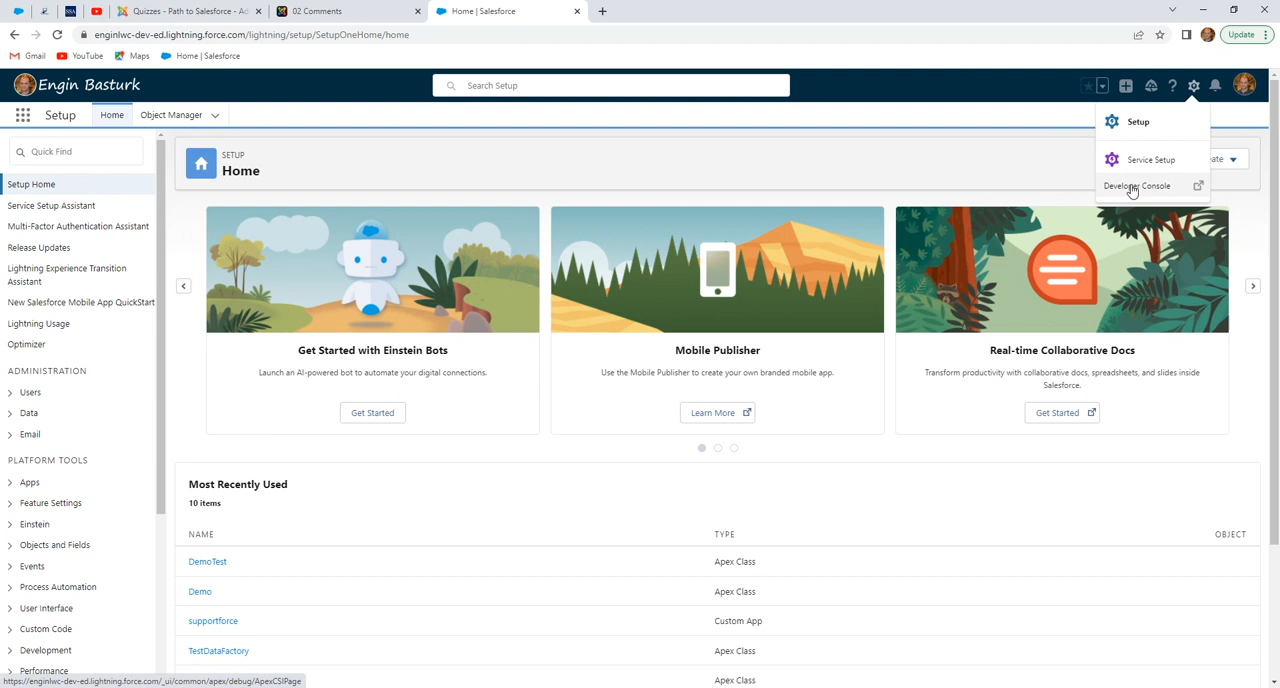 Quizzes - Path to Salesforce - Ad
02 Comments
Home | Salesforce
enginlwc-dev-ed.lightning.force.com/lightning/setup/SetupOneHome/home
Update
Gmail
YouTube
Maps
Home | Salesforce
Engin Basturk
Search Setup
Setup
Home
Object Manager
Setup
Service Setup
Developer Console
Quick Find
SETUP
Home
Setup Home
Service Setup Assistant
Multi-Factor Authentication Assistant
Release Updates
Lightning Experience Transition
Assistant
New Salesforce Mobile App QuickStart
Lightning Usage
Optimizer
ADMINISTRATION
Users
Data
Email
PLATFORM TOOLS
Apps
Feature Settings
Einstein
Objects and Fields
Events
Process Automation
User Interface
Custom Code
Development
Performance
Get Started with Einstein Bots
Launch an AI-powered bot to automate your digital connections.
Get Started
Mobile Publisher
Use the Mobile Publisher to create your own branded mobile app.
Learn More
Real-time Collaborative Docs
Transform productivity with collaborative docs, spreadsheets, and slides inside
Salesforce.
Get Started
Most Recently Used
10 items
NAME TYPE OBJECT
DemoTest Apex Class
Demo Apex Class
supportforce Custom App
TestDataFactory Apex Class
Apex Class
https://enginlwc-dev-ed.lightning.force.com/_ui/common/apex/debug/ApexCSIPage